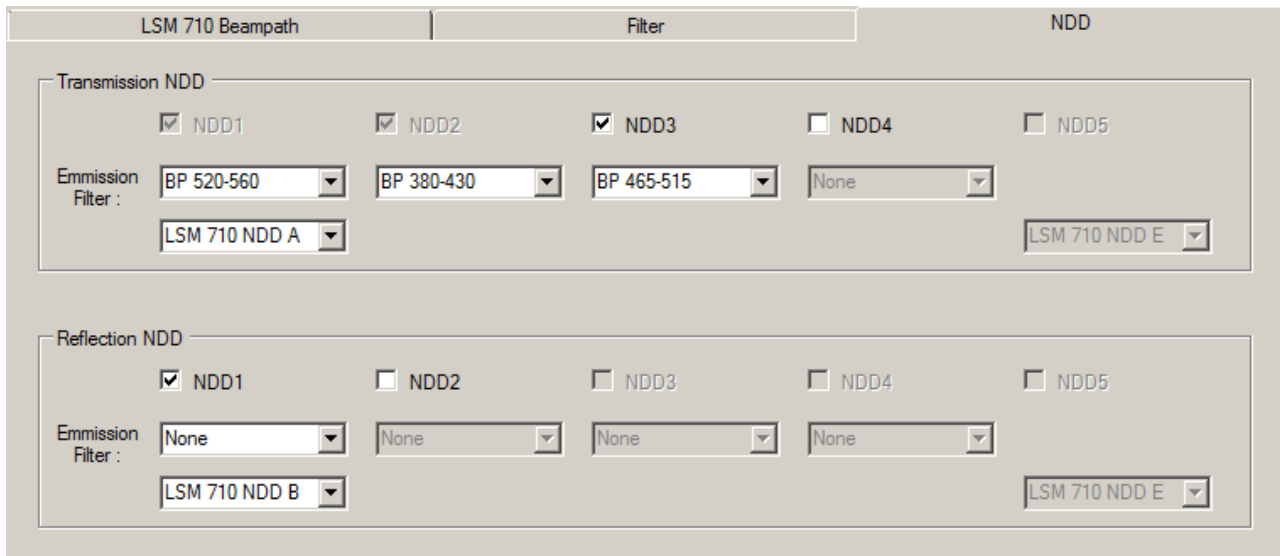 LSM 710 Beampath Filter NDD
Transmission NDD
NDD1 NDD2 NDD3 NDD4 NDD5
Emmission
Filter :
BP 520-560 BP 380-430 BP 465-515 None
LSM 710 NDD A LSM 710 NDD E
Reflection NDD
NDD1 NDD2 NDD3 NDD4 NDD5
Emmission
Filter :
None None None None
LSM 710 NDD B LSM 710 NDD E